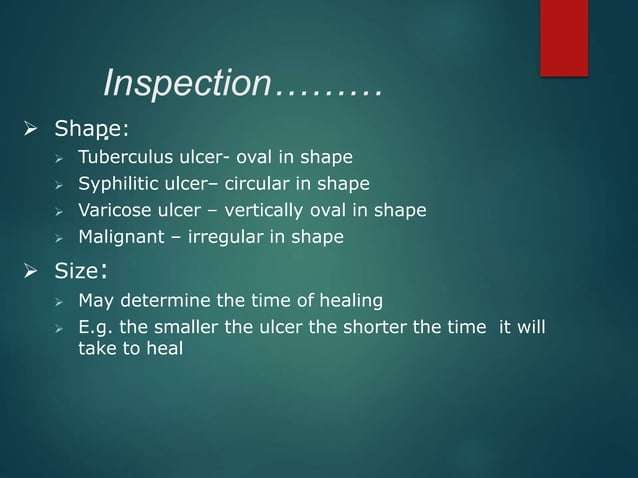 Inspection………
:
➢ Shape:
➢ Tuberculus ulcer- oval in shape
➢ Syphilitic ulcer– circular in shape
➢ Varicose ulcer – vertically oval in shape
➢ Malignant – irregular in shape
➢ Size:
➢ May determine the time of healing
➢ E.g. the smaller the ulcer the shorter the time it will
take to heal